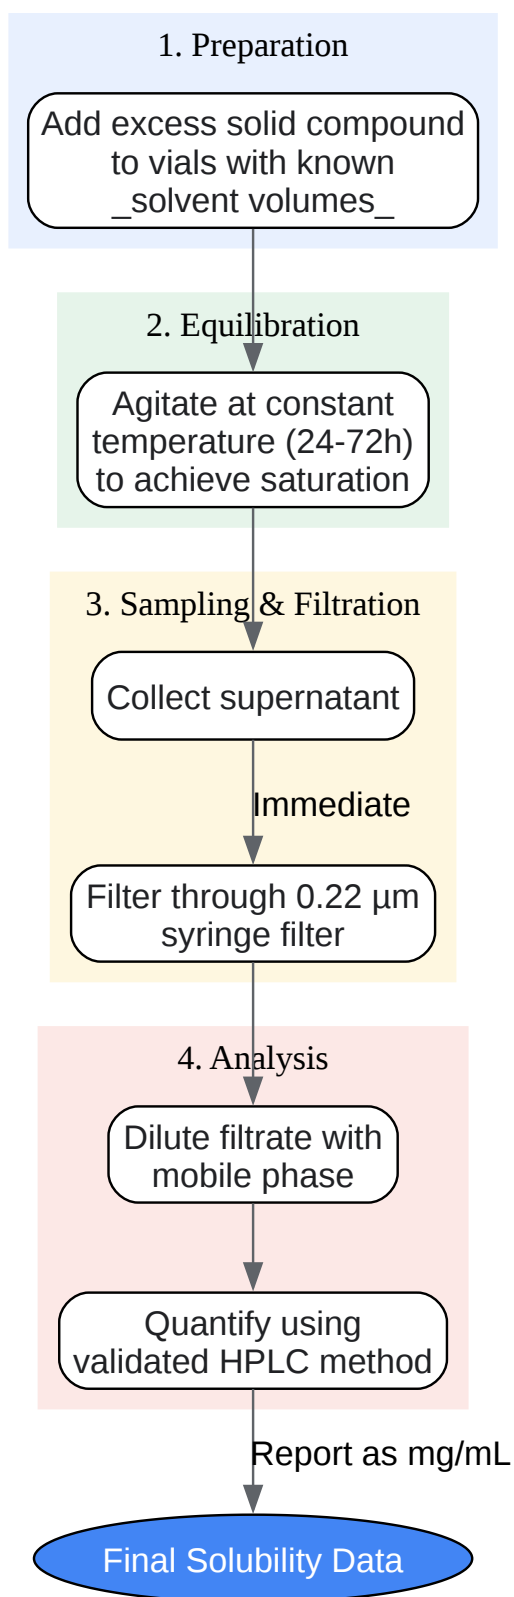 1. Preparation
Add excess solid compound
to vials with known
_solvent volumes_
2. Equilibration
Agitate at constant
temperature (24-72h)
to achieve saturation
3. Sampling & Filtration
Collect supernatant
Immediate
Filter through 0.22 µm
syringe filter
4. Analysis
Dilute filtrate with
mobile phase
Quantify using
validated HPLC method
Report as mg/mL
Final Solubility Data